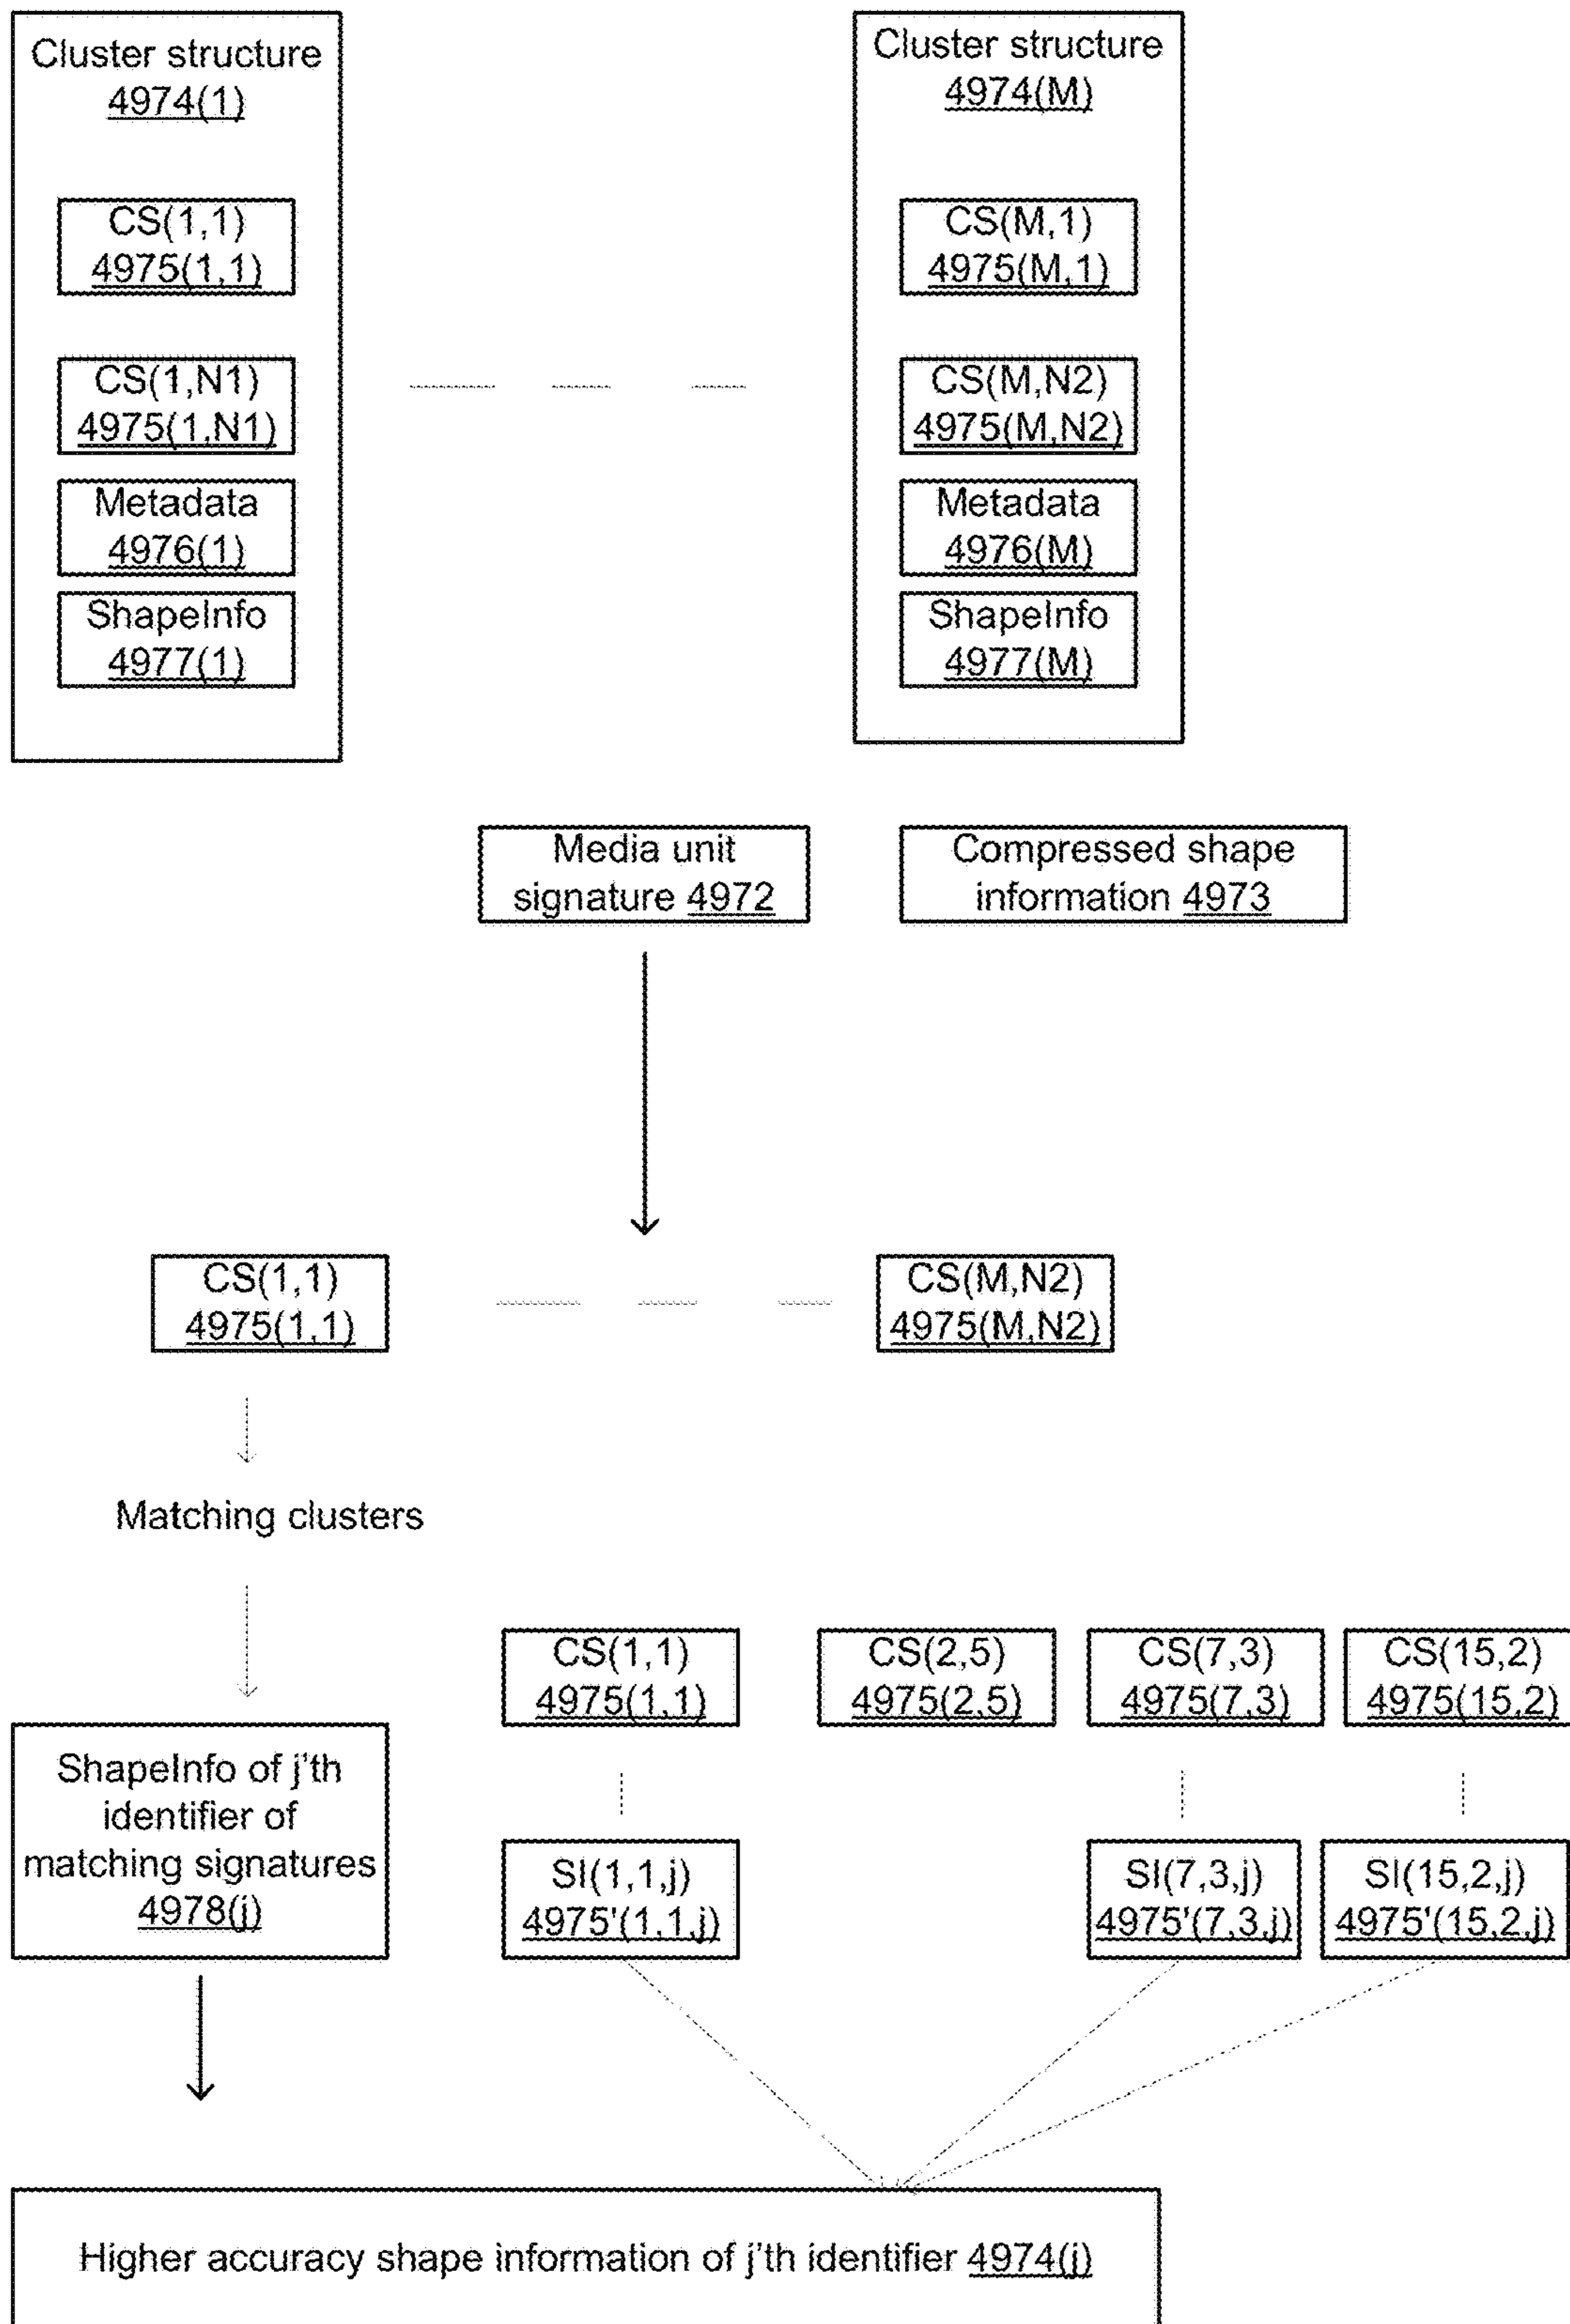 Cluster structure
4974(1)
CS(1,1)
4975(1,1)
CS(1,N1)
4975(1,N1)
Metadata
4976(1)
ShapeInfo
4977(1)
Cluster structure
4974(M)
CS(M,1)
4975(M,1)
CS(M,N2)
4975(M,N2)
Metadata
4976(M)
ShapeInfo
4977(M)
Media unit
signature 4972
Compressed shape
information 4973
CS(1,1)
4975(1,1)
CS(M,N2)
4975(M,N2)
Matching clusters
ShapeInfo of j'th
identifier of
matching signatures
4978(j)
CS(1,1)
4975(1,1)
CS(2,5)
4975(2,5)
CS(7,3)
4975(7,3)
CS(15,2)
4975(15,2)
SI(1,1,j)
4975'(1,1,j)
SI(7,3,j)
4975'(7,3,j)
SI(15,2,j)
4975'(15,2,j)
Higher accuracy shape information of j'th identifier 4974(j)